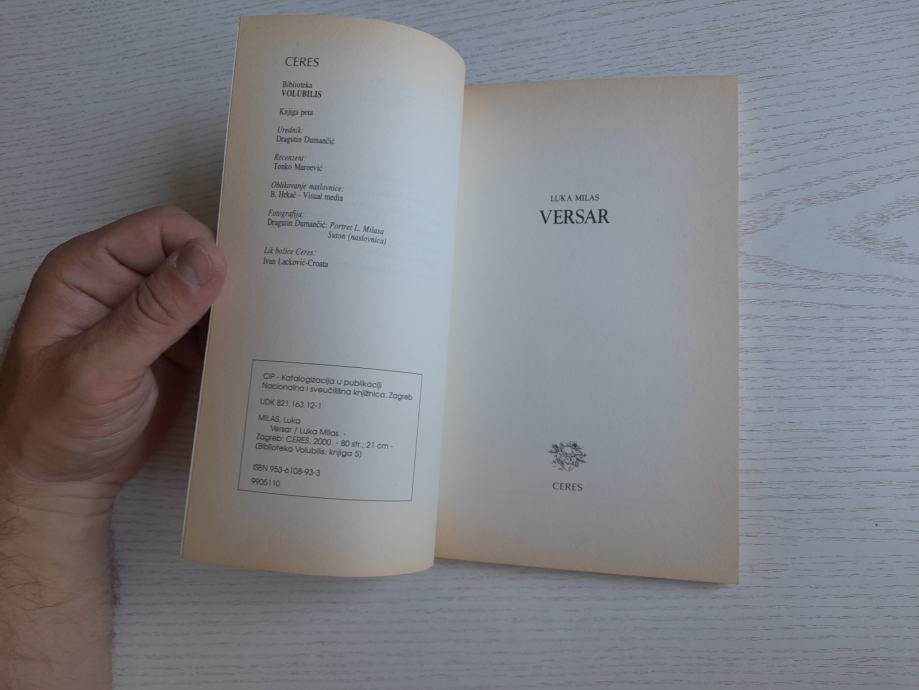 CERES
Biblioteka
VOLUBILIS
Knjiga peta
Urednik:
Dragutin Dumančić
Recenzent:
Tonko Maroević
Oblikovanje naslovnice:
B. Hrkač - Visual media
Fotografija:
Dragutin Dumančić: Portret L. Milasa
Suton (naslovnica)
Lik božice Ceres:
Ivan Lacković-Croata
CIP - Katalogizacija u publikaciji
Nacionalna i sveučilišna knjižnica, Zagreb
UDK 821.163.12-1
MILAS, Luka
Versar / Luka Milas. -
Zagreb: CERES, 2000. - 80 str.; 21 cm -
(Biblioteka Volubilis, knjiga 5)
ISBN 953-6108-93-3
9905110
LUKA MILAS
VERSAR
CERES